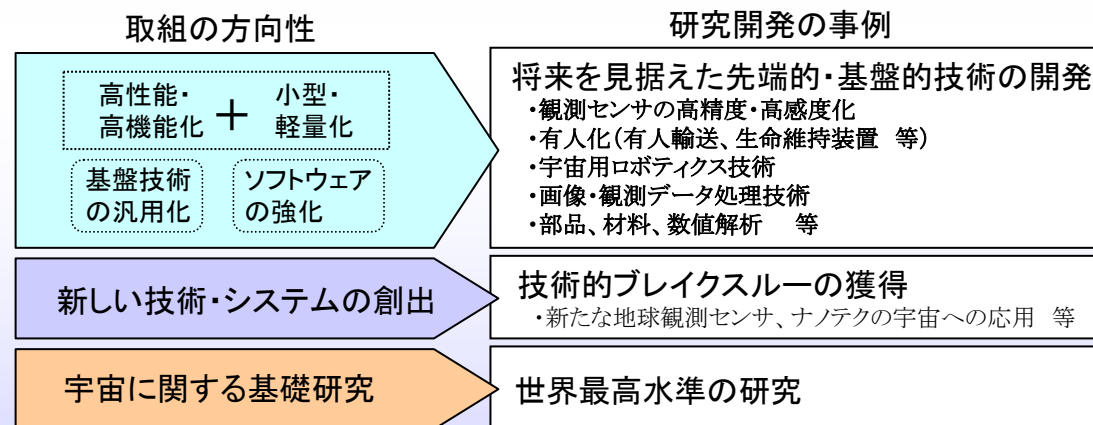 取組の方向性
研究開発の事例
高性能・
高機能化
＋
小型・
軽量化
基盤技術
の汎用化
ソフトウェア
の強化
将来を見据えた先端的・基盤的技術の開発
・観測センサの高精度・高感度化
・有人化(有人輸送、生命維持装置　等)
・宇宙用ロボティクス技術
・画像・観測データ処理技術
・部品、材料、数値解析　等
新しい技術・システムの創出
技術的ブレイクスルーの獲得
・新たな地球観測センサ、ナノテクの宇宙への応用　等
宇宙に関する基礎研究
世界最高水準の研究